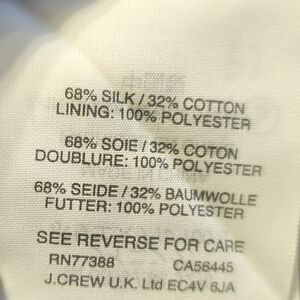 68% SILK / 32% COTTON
LINING: 100% POLYESTER
68% SOIE / 32% COTON
DOUBLURE: 100% POLYESTER
68% SEIDE / 32% BAUMWOLLE
FUTTER: 100% POLYESTER
SEE REVERSE FOR CARE
RN77388 CA56445
J.CREW U.K. Ltd EC4V 6JA